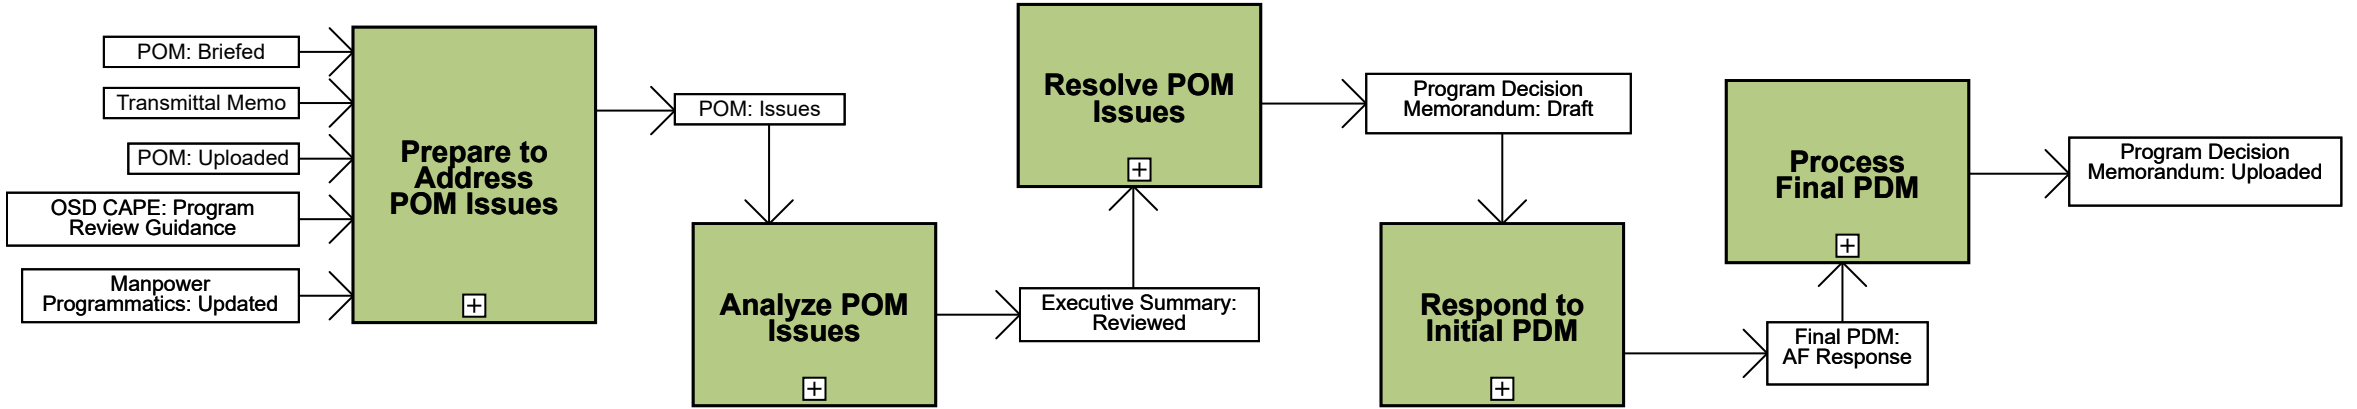 POM: Briefed
Transmittal Memo
POM: Uploaded
OSD CAPE: Program
Review Guidance
Manpower
Programmatics: Updated
Prepare to
Address
POM Issues
POM: Issues
Analyze POM
Issues
Executive Summary:
Reviewed
Resolve POM
Issues
Program Decision
Memorandum: Draft
Respond to
Initial PDM
Final PDM:
AF Response
Process
Final PDM
Program Decision
Memorandum: Uploaded